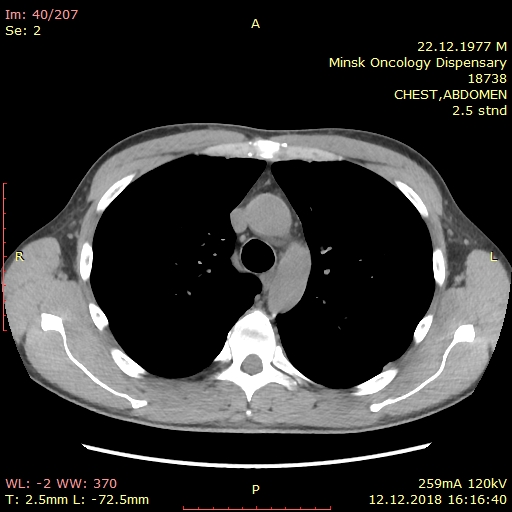 Im: 40/207
Se: 2
A
22.12.1977 M
Minsk Oncology Dispensary
18738
CHEST,ABDOMEN
2.5 stnd
R
L
WL: -2 WW: 370
T: 2.5mm L: -72.5mm
P
259mA 120kV
12.12.2018 16:16:40